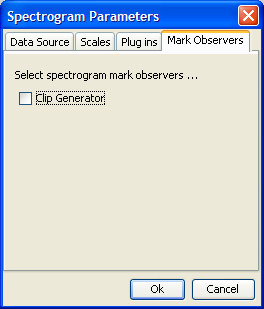 Spectrogram Parameters
Data Source Scales Plug ins Mark Observers
Select spectrogram mark observers ...
Clip Generator
Ok Cancel